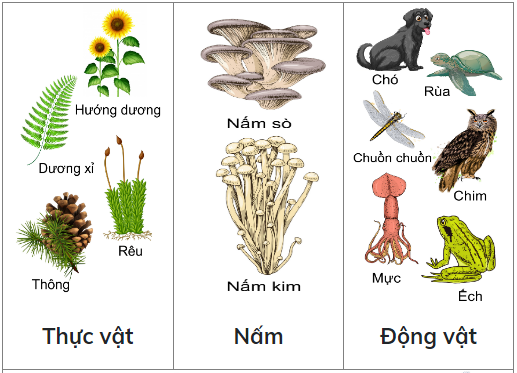 Hướng dương
Dương xỉ
Rêu
Thông
Thực vật
Nấm sò
Nấm kim
Nấm
Chó
Rùa
Chuồn chuồn
Chim
Mực
Ếch
Động vật